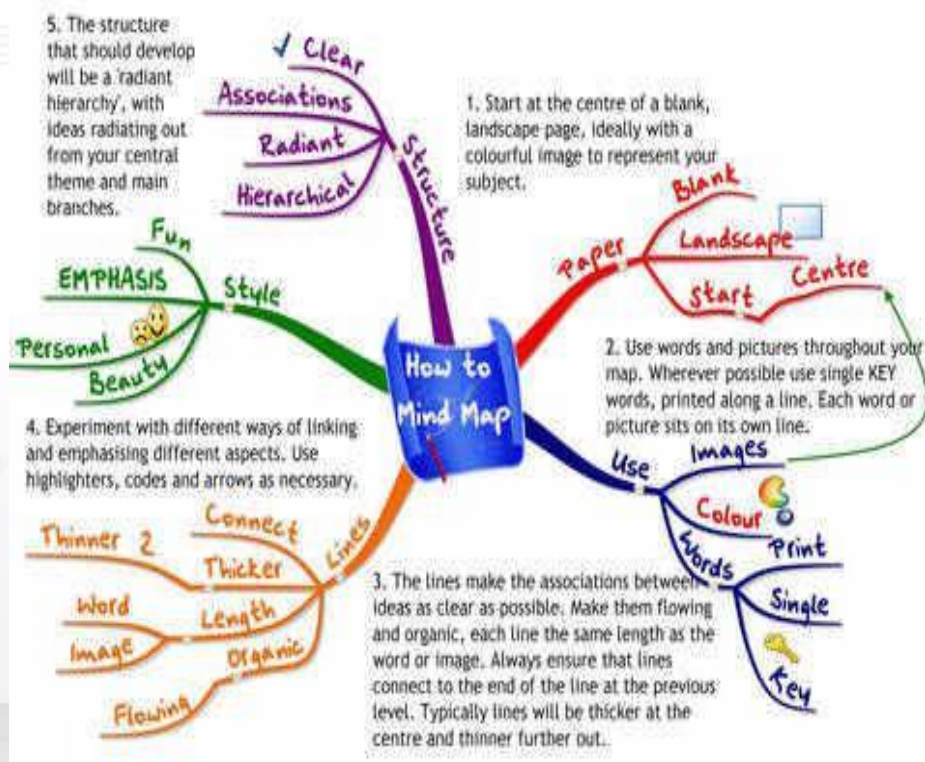 5. The structure
that should develop
will be a 'radiant
hierarchy', with
ideas radiating out
from your central
theme and main
branches.
Clear
Associations
Radiant
Hierarchical
Structure
1. Start at the centre of a blank,
landscape page, ideally with a
colourful image to represent your
subject.
Paper
Blank
Landscape
Start
Centre
Fun
EMPHASIS
Personal
Beauty
Style
How to
Mind Map
2. Use words and pictures throughout your
map. Wherever possible use single KEY
words, printed along a line. Each word or
picture sits on its own line.
Use
Images
Colour
Words
Print
Single
Key
4. Experiment with different ways of linking
and emphasising different aspects. Use
highlighters, codes and arrows as necessary.
Lines
Connect
Thinner 2
Thicker
Length
Word
Image
Organic
Flowing
3. The lines make the associations between
ideas as clear as possible. Make them flowing
and organic, each line the same length as the
word or image. Always ensure that lines
connect to the end of the line at the previous
level. Typically lines will be thicker at the
centre and thinner further out.